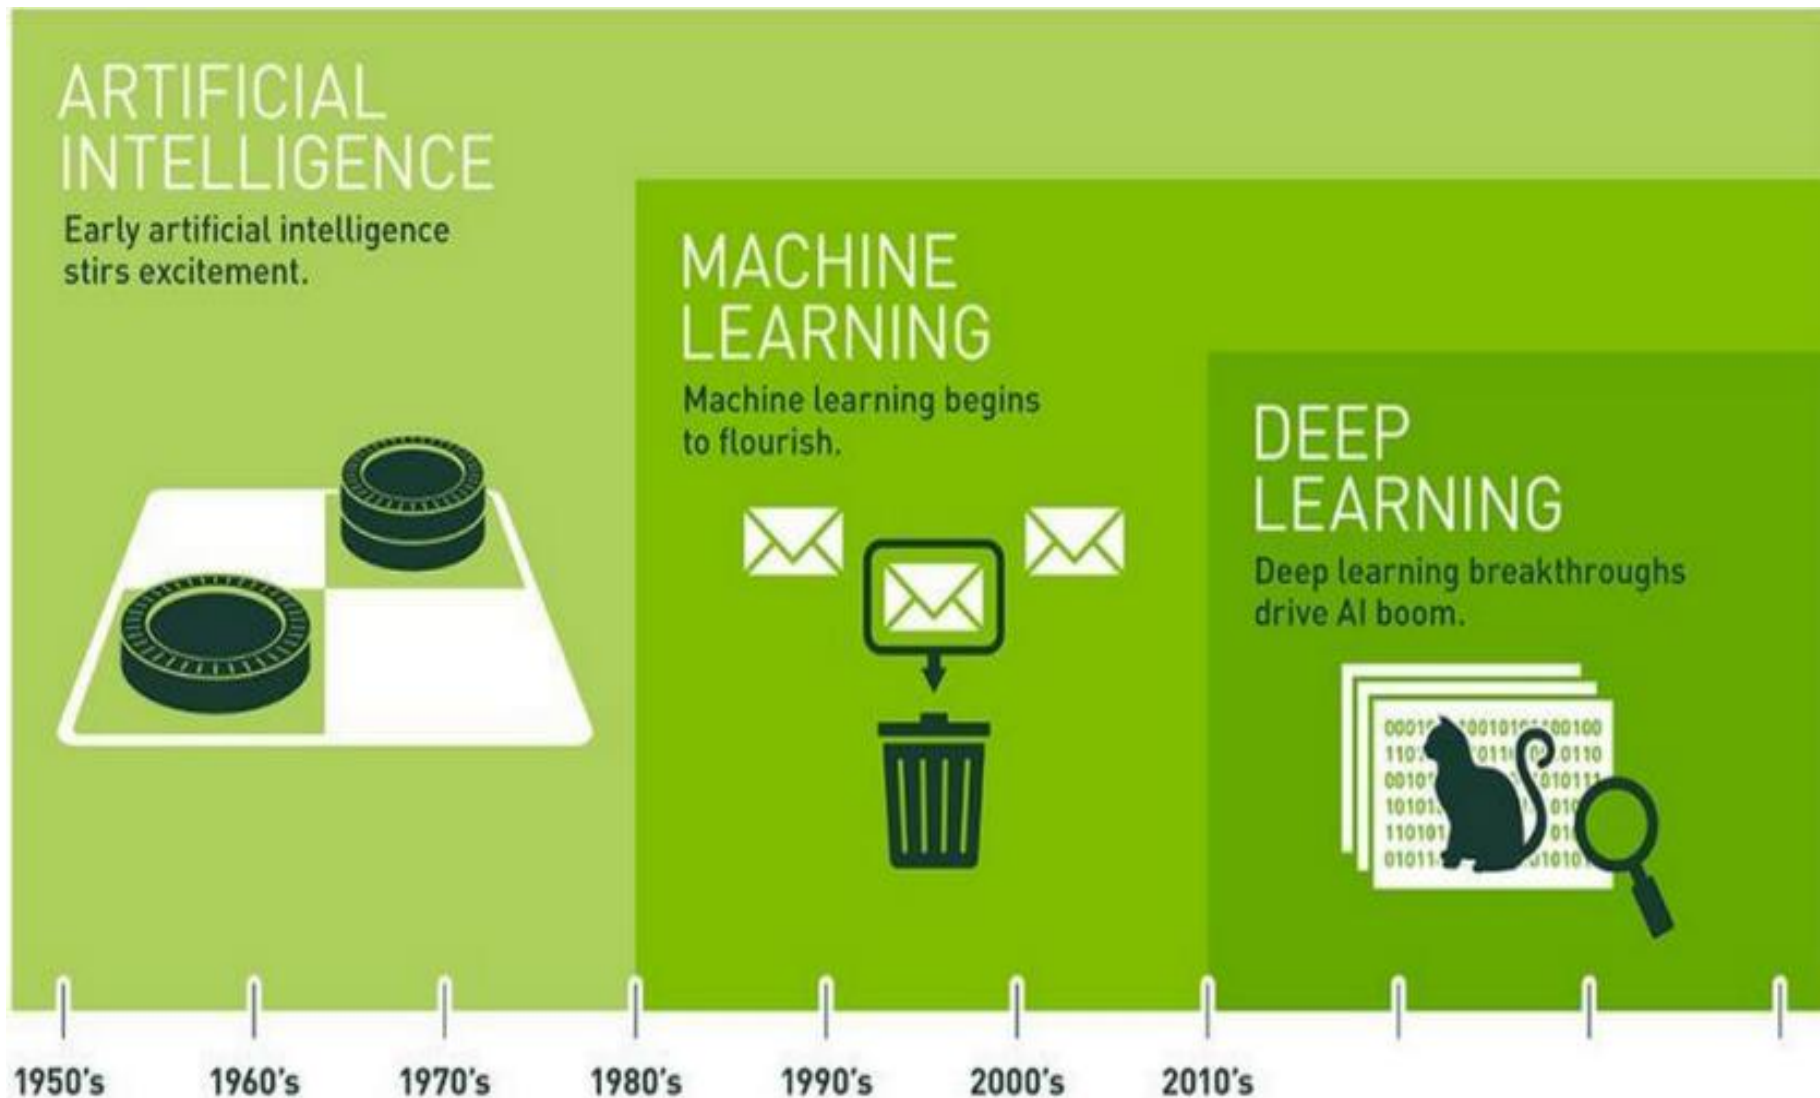 ARTIFICIAL
INTELLIGENCE
Early artificial intelligence
stirs excitement.
MACHINE
LEARNING
Machine learning begins
to flourish.
DEEP
LEARNING
Deep learning breakthroughs
drive AI boom.
1950's
1960's
1970's
1980's
1990's
2000's
2010's